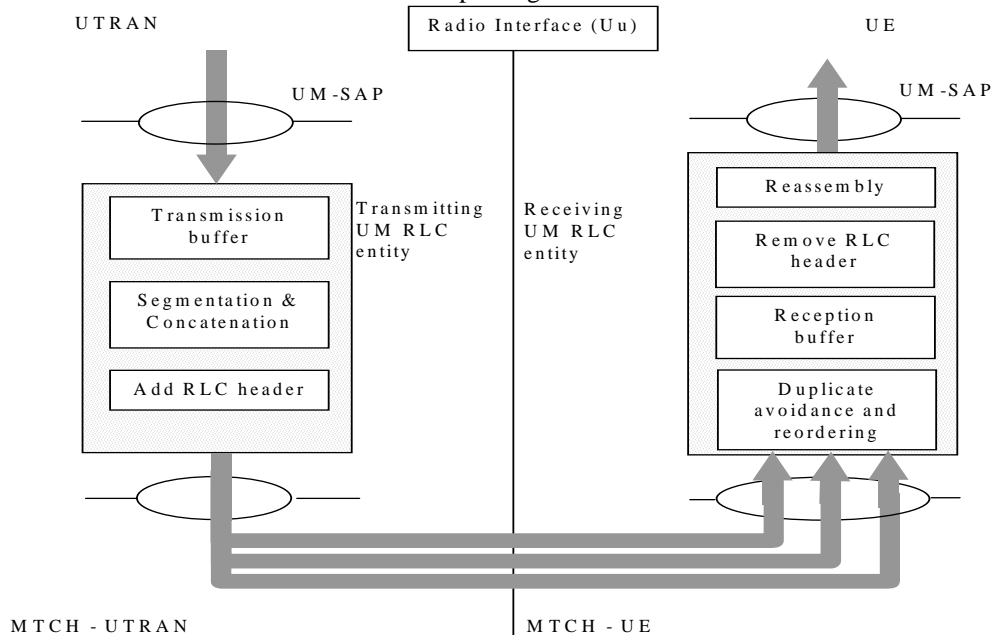 UTRAN
Radio Interface (Uu)
UE
UM-SAP
UM-SAP
Transmission
buffer
Segmentation &
Concatenation
Add RLC header
Transmitting
UM RLC
entity
Receiving
UM RLC
entity
Reassembly
Remove RLC
header
Reception
buffer
Duplicate
avoidance and
reordering
MTCH - UTRAN
MTCH - UE